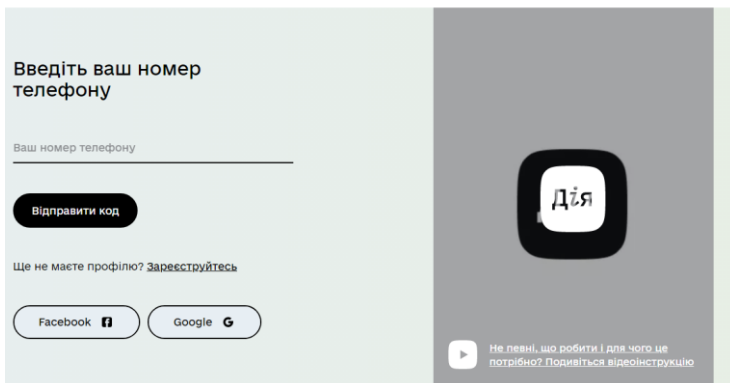 Введіть ваш номер
телефону
Ваш номер телефону
Відправити код
Ще не маєте профілю? Зареєструйтесь
Facebook
Google G
Дія
Не певні, що робити і для чого це
потрібно? Подивіться відеоінструкцію